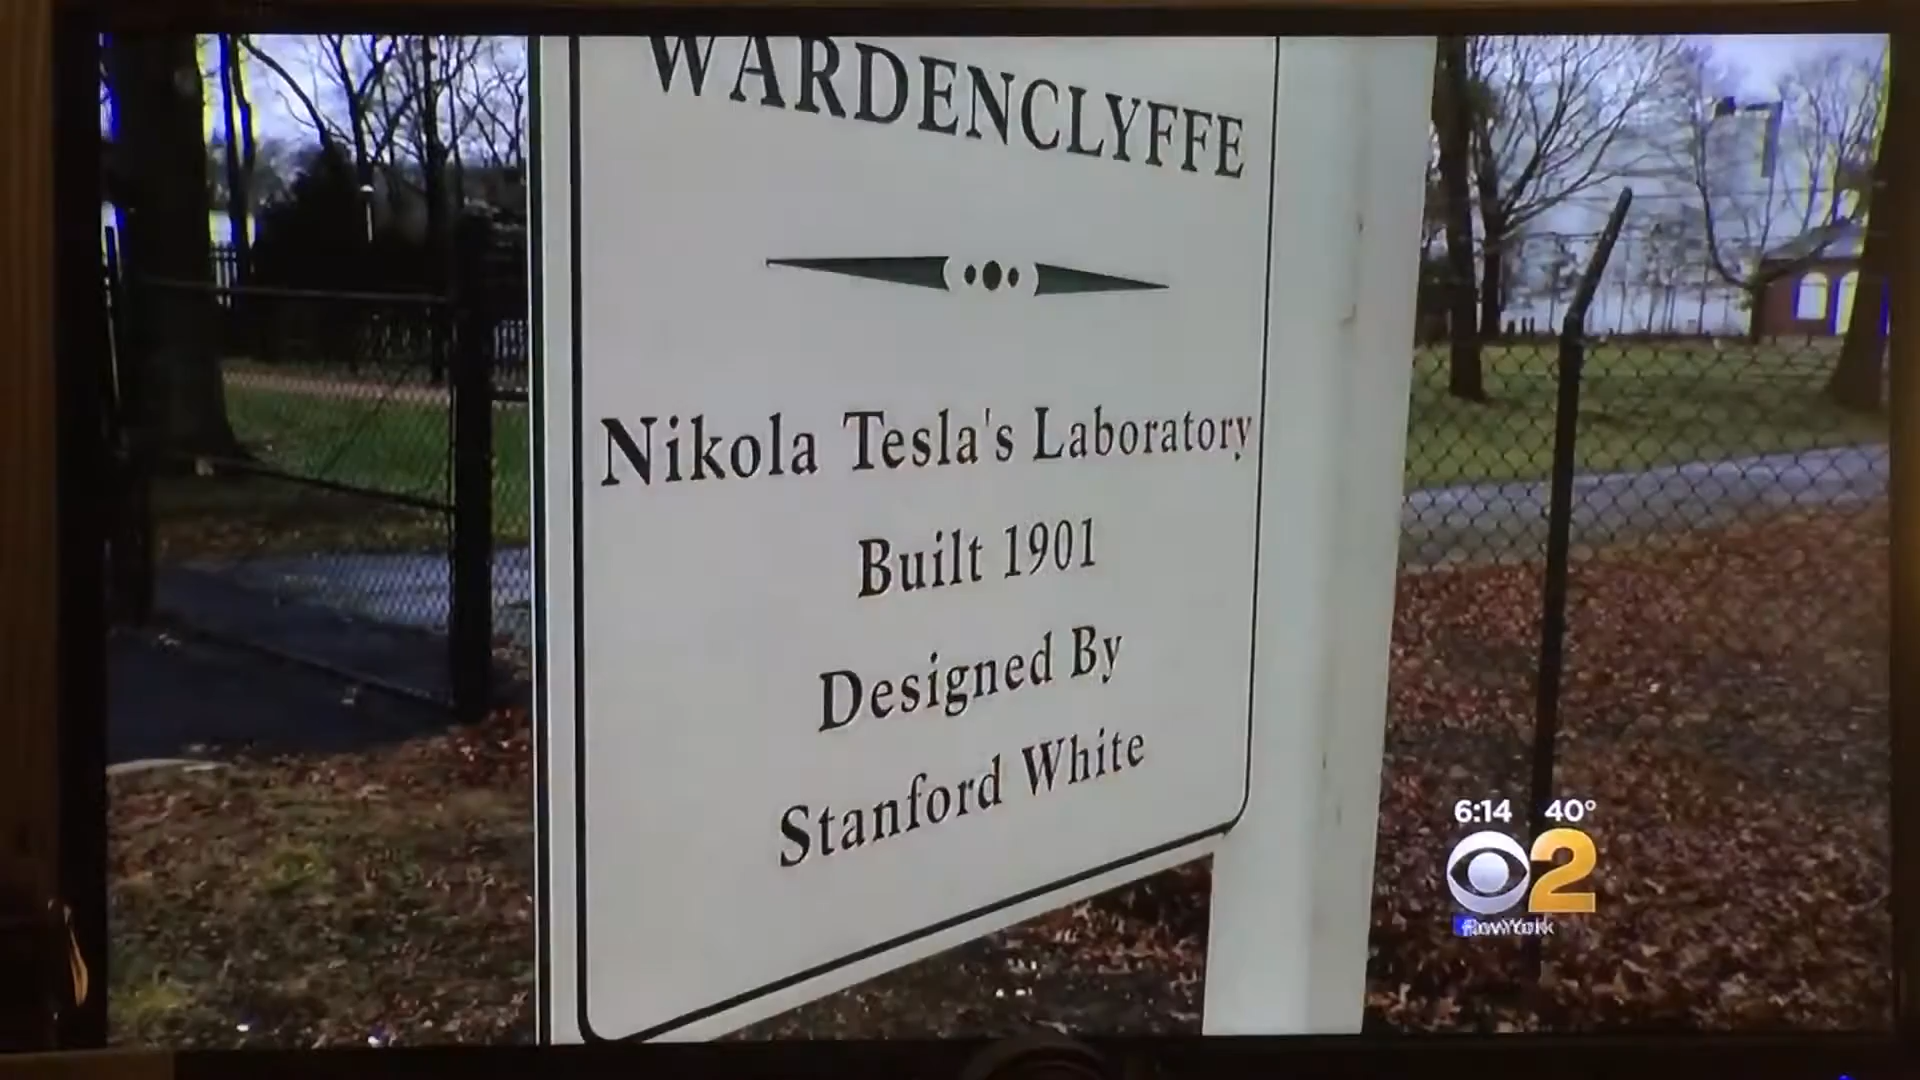 WARDENCLYFFE
Nikola Tesla's Laboratory
Built 1901
Designed By
Stanford White
6:14 40°
2